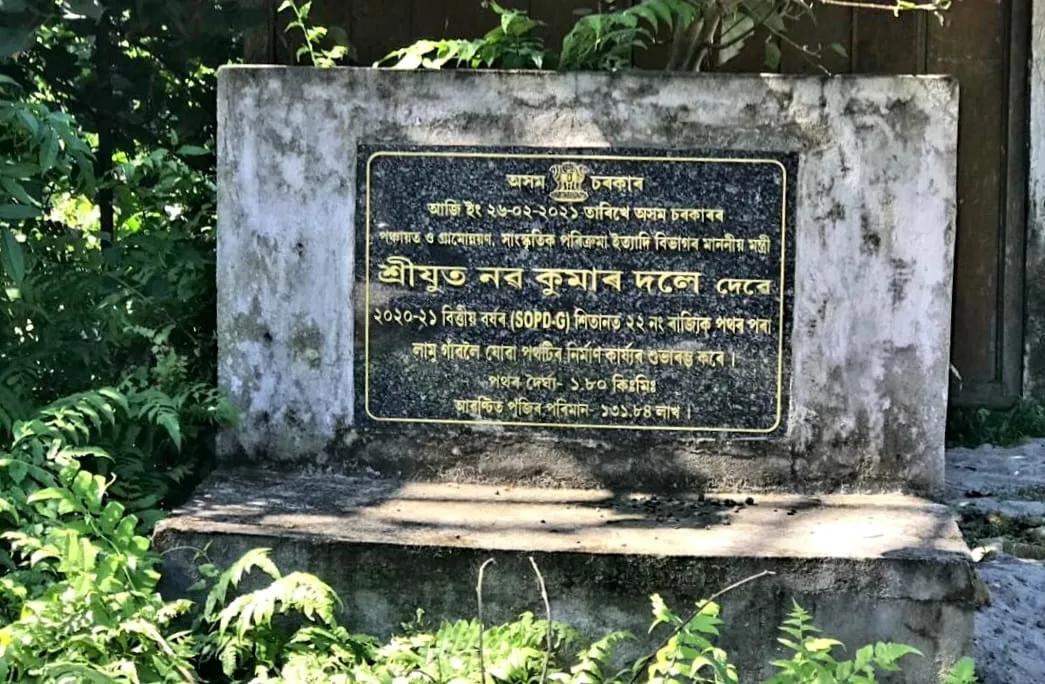 অসম চৰকাৰ
আজি ইং ২৬-০২-২০২১ তাৰিখে অসম চৰকাৰৰ
পঞ্চায়ত ও গ্ৰামোন্নয়ণ, সাংস্কৃতিক পৰিক্ৰমা ইত্যাদি বিভাগৰ মাননীয় মন্ত্ৰী
শ্ৰীযুত নৱ কুমাৰ দলে দেৱে
২০২০-২১ বিত্তীয় বৰ্ষৰ (SOPD-G) শিতানত ২২ নং ৰাজ্যিক পথৰ পৰা
লামু গাঁৱলৈ যোৱা পথটিৰ নিৰ্মাণ কাৰ্য্যৰ শুভাৰম্ভ কৰে ।
পথৰ দৈৰ্ঘ্য- ১.৮০ কিঃমিঃ
আৱণ্টিত পূজিৰ পৰিমান- ১৩১.৮৪ লাখ ।